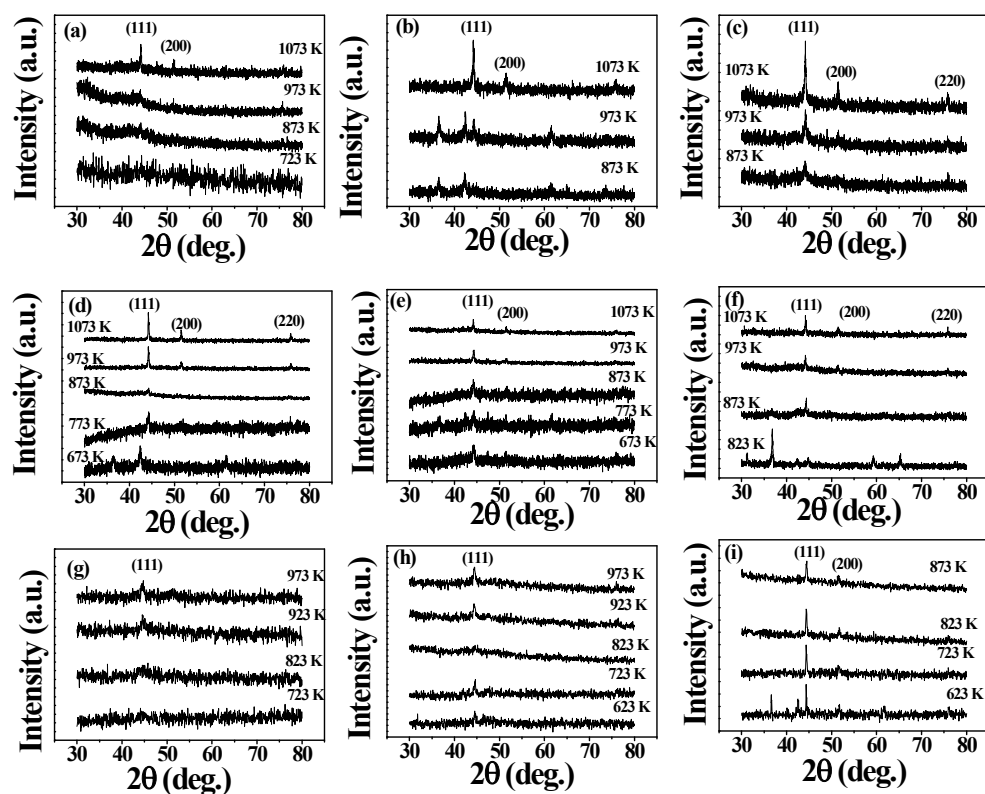 (a)
(111)
(200)
1073 K
973 K
873 K
723 K
Intensity (a.u.)
30 40 50 60 70 80
2θ (deg.)
(b)
(111)
(200)
1073 K
973 K
873 K
Intensity (a.u.)
30 40 50 60 70 80
2θ (deg.)
(c)
(111)
(200)
(220)
1073 K
973 K
873 K
Intensity (a.u.)
30 40 50 60 70 80
2θ (deg.)
(d)
(111)
(200)
(220)
1073 K
973 K
873 K
773 K
673 K
Intensity (a.u.)
30 40 50 60 70 80
2θ (deg.)
(e)
(111)
(200)
1073 K
973 K
873 K
773 K
673 K
Intensity (a.u.)
30 40 50 60 70 80
2θ (deg.)
(f)
(111)
(200)
(220)
1073 K
973 K
873 K
823 K
Intensity (a.u.)
30 40 50 60 70 80
2θ (deg.)
(g)
(111)
973 K
923 K
823 K
723 K
Intensity (a.u.)
30 40 50 60 70 80
2θ (deg.)
(h)
(111)
973 K
923 K
823 K
723 K
623 K
Intensity (a.u.)
30 40 50 60 70 80
2θ (deg.)
(i)
(111)
(200)
873 K
823 K
723 K
623 K
Intensity (a.u.)
30 40 50 60 70 80
2θ (deg.)